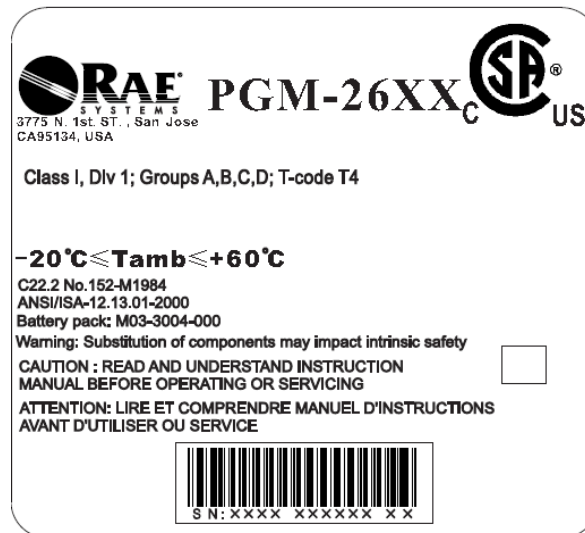 RAE
SYSTEMS
PGM-26XX
C SA ® US
3775 N. 1st. ST. , San Jose
CA95134, USA
Class I, Div 1; Groups A,B,C,D; T-code T4
-20℃≤Tamb≤+60℃
C22.2 No.152-M1984
ANSI/ISA-12.13.01-2000
Battery pack: M03-3004-000
Warning: Substitution of components may impact intrinsic safety
CAUTION : READ AND UNDERSTAND INSTRUCTION
MANUAL BEFORE OPERATING OR SERVICING
ATTENTION: LIRE ET COMPRENDRE MANUEL D'INSTRUCTIONS
AVANT D'UTILISER OU SERVICE
SN:×××× ×××××× ××